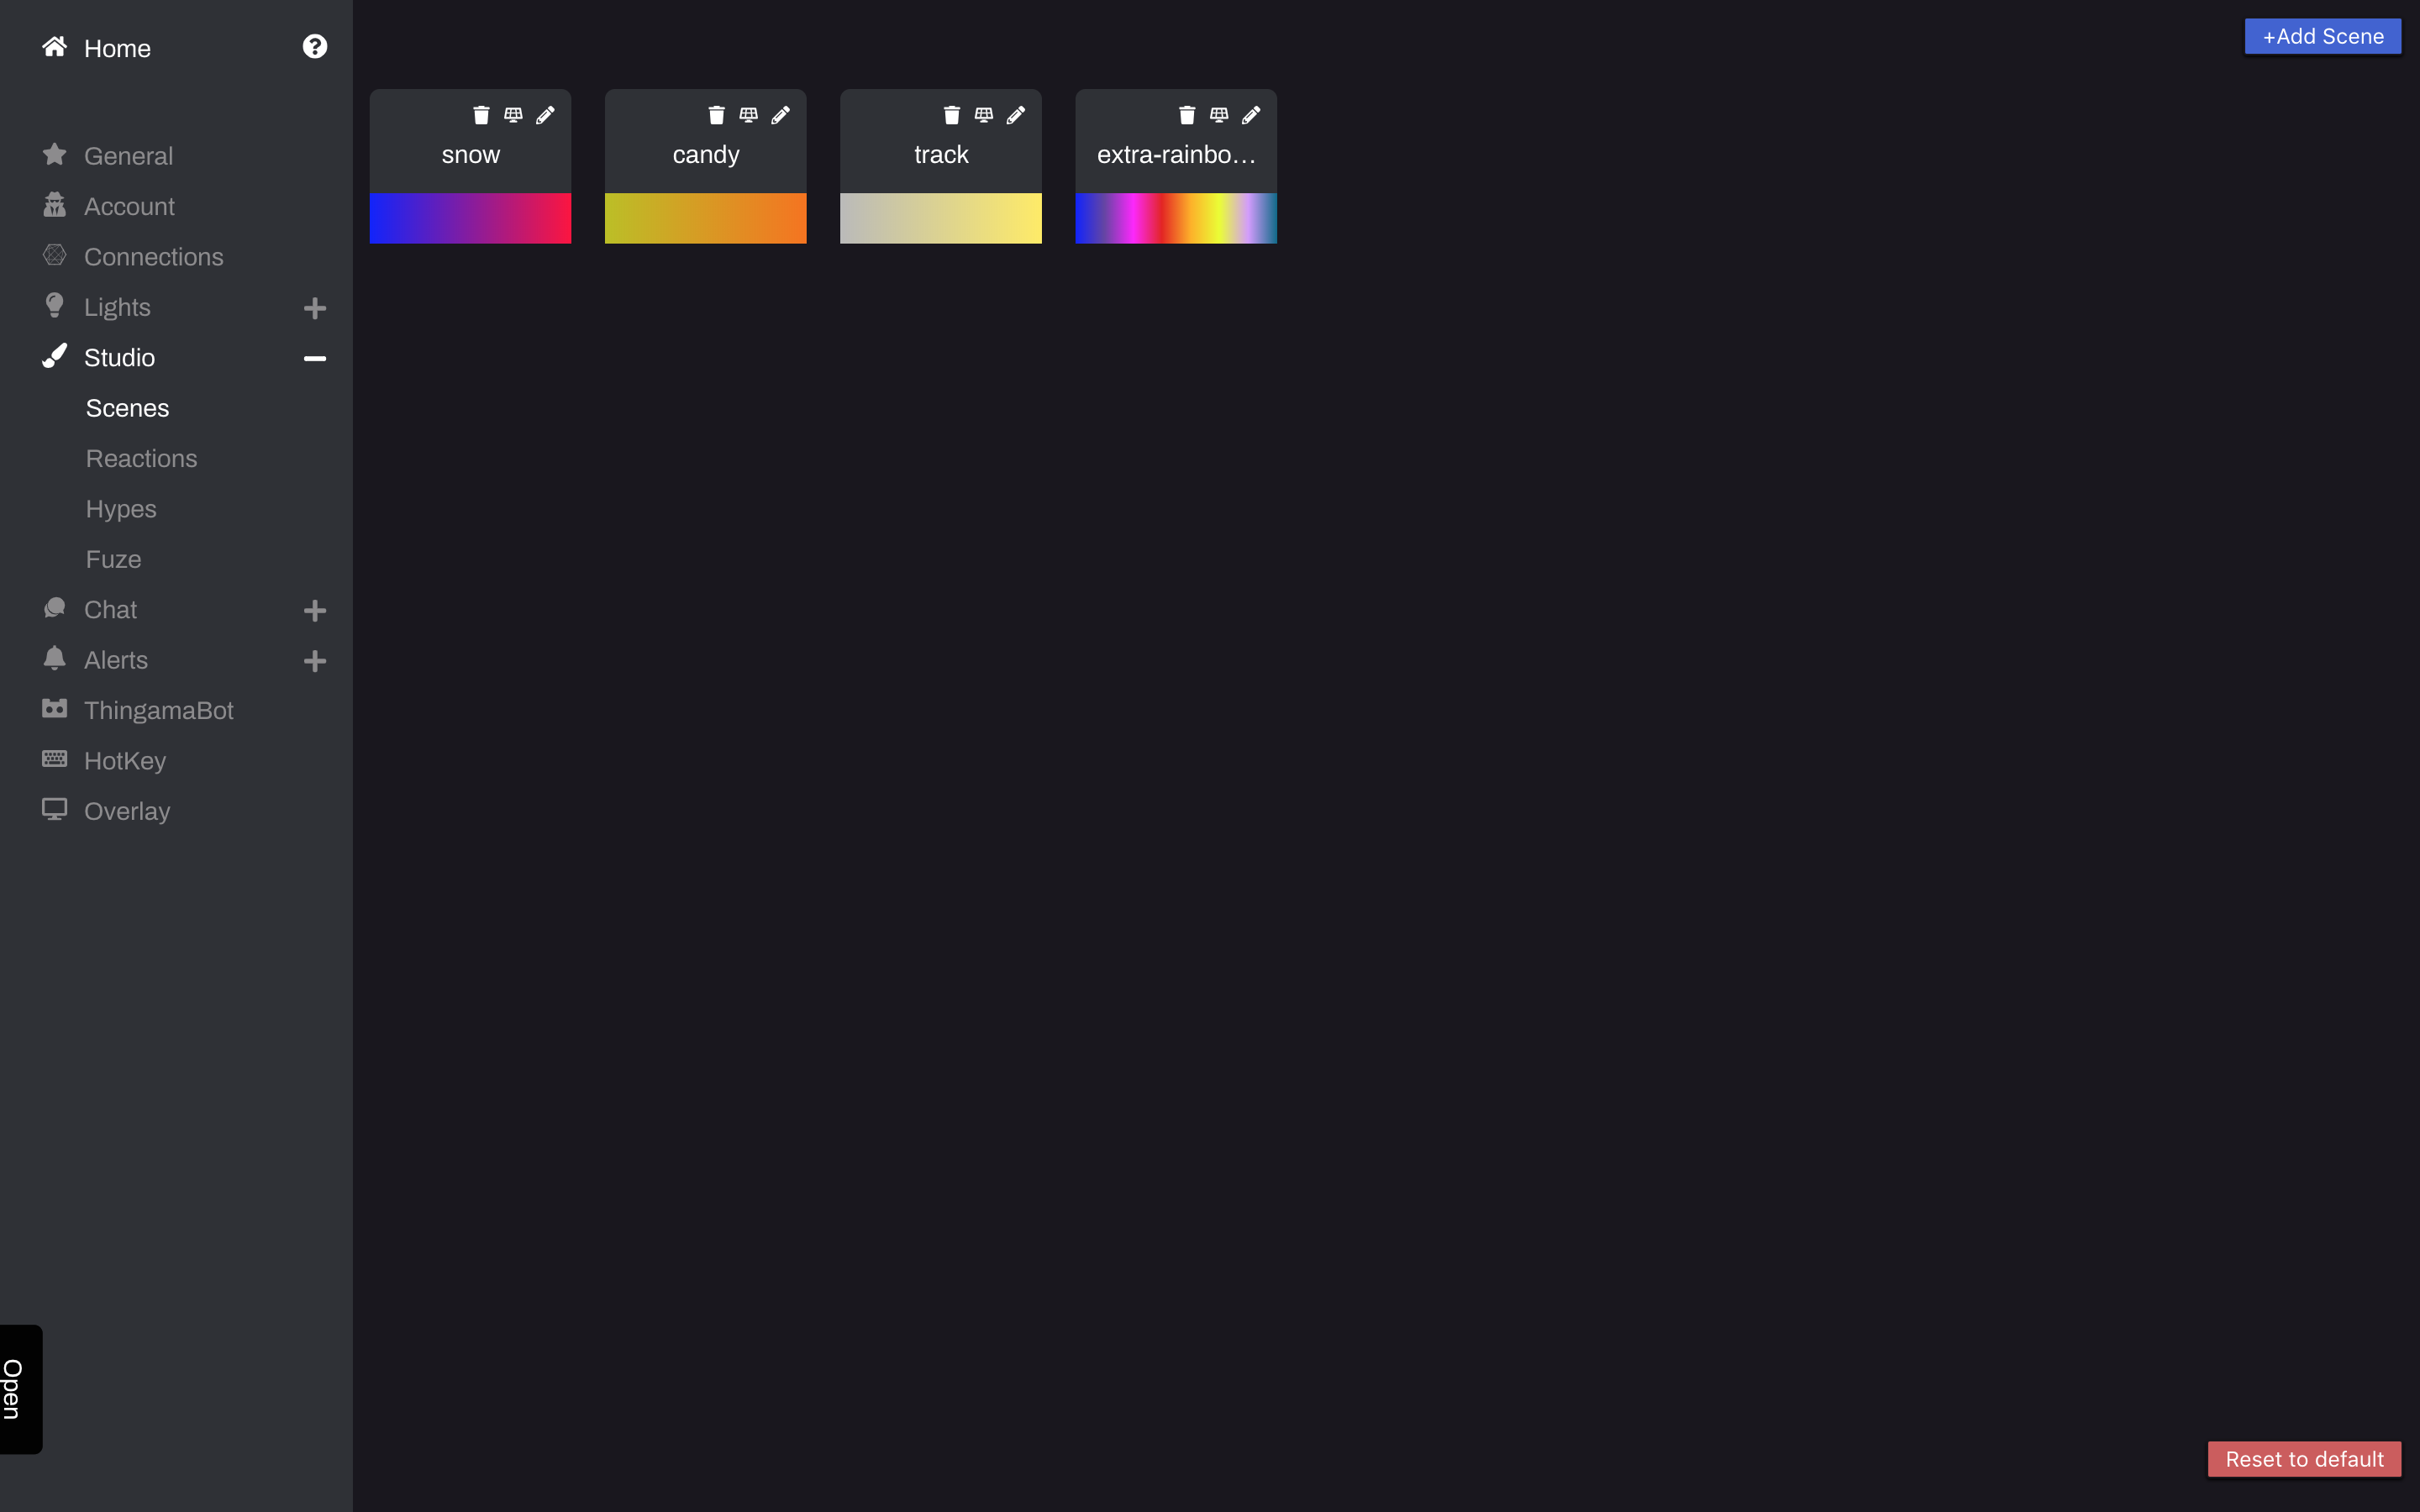 Home
General
Account
Connections
Lights
Studio
Scenes
Reactions
Hypes
Fuze
Chat
Alerts
ThingamaBot
HotKey
Overlay
Open
+Add Scene
snow
candy
track
extra-rainbo...
Reset to default